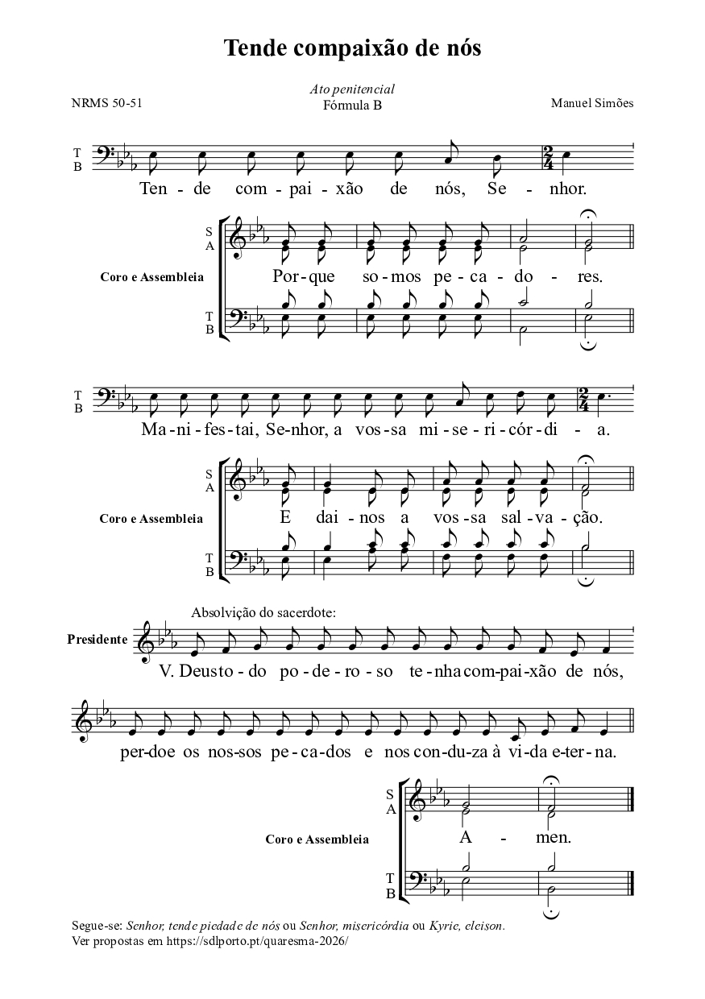 Tende compaixão de nós
Ato penitencial
NRMS 50-51
Fórmula B
Manuel Simões
T
B
2
4
Ten - de com - pai - xão de nós, Se - nhor.
S
A
Coro e Assembleia
Por - que so - mos pe - ca - do - res.
T
B
T
B
2
4
Ma - ni - fes - tai, Se - nhor, a vos - sa mi - se - ri - cór - di - a.
S
A
Coro e Assembleia
E dai - nos a vos - sa sal - va - ção.
T
B
Absolvição do sacerdote:
Presidente
V. Deus to - do po - de - ro - so te - nha com - pai - xão de nós,
per - doe os nos - sos pe - ca - dos e nos con - du - za à vi - da e - ter - na.
S
A
Coro e Assembleia
A - men.
T
B
Segue-se: Senhor, tende piedade de nós ou Senhor, misericórdia ou Kyrie, eleison.
Ver propostas em https://sdlporto.pt/quaresma-2026/